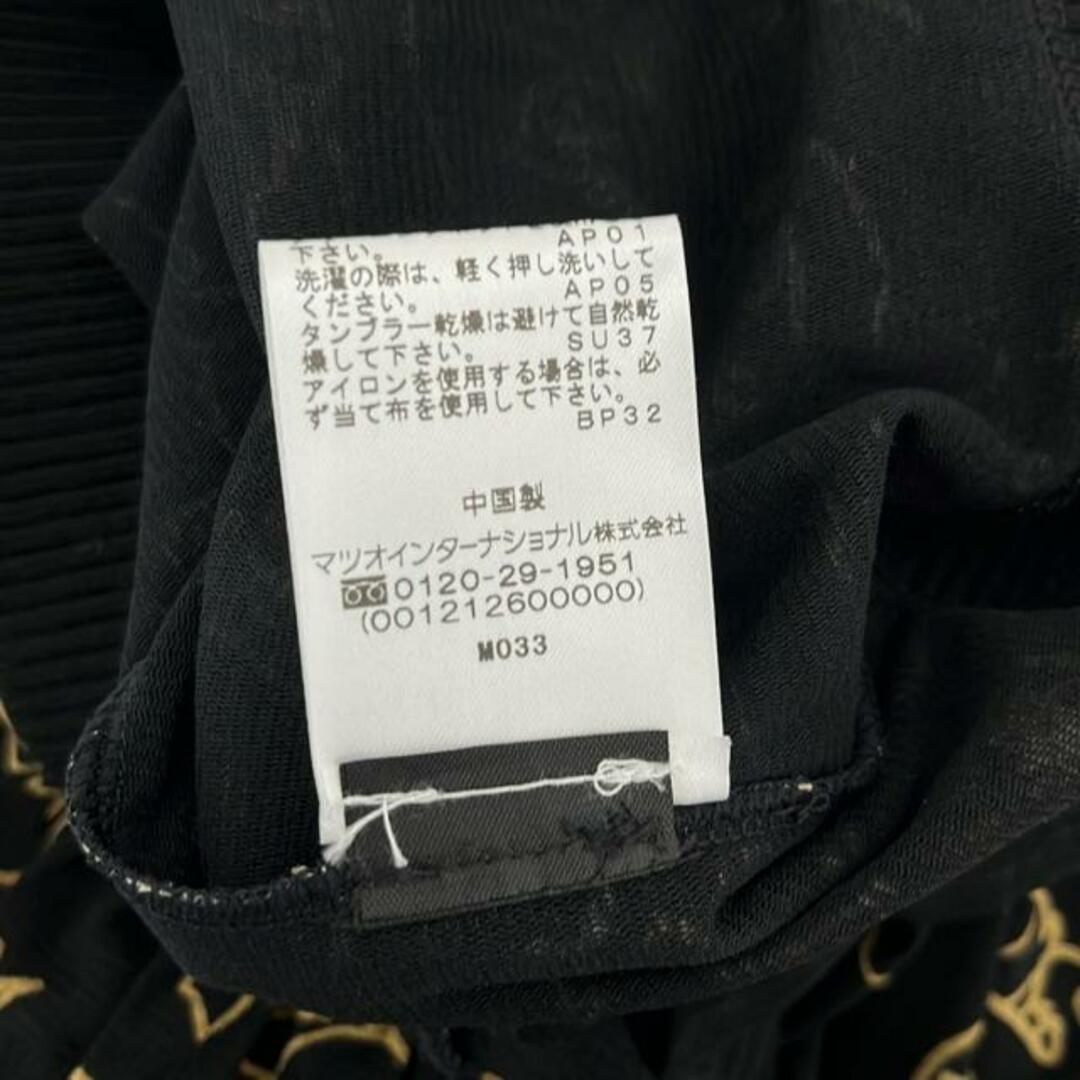 下さい。
AP01
洗濯の際は、軽く押し洗いして
ください。
AP05
タンブラー乾燥は避けて自然乾
燥して下さい。
SU37
アイロンを使用する場合は、必
ず当て布を使用して下さい。
BP32
中国製
マツオインターナショナル株式会社
0120-29-1951
(001212600000)
M033